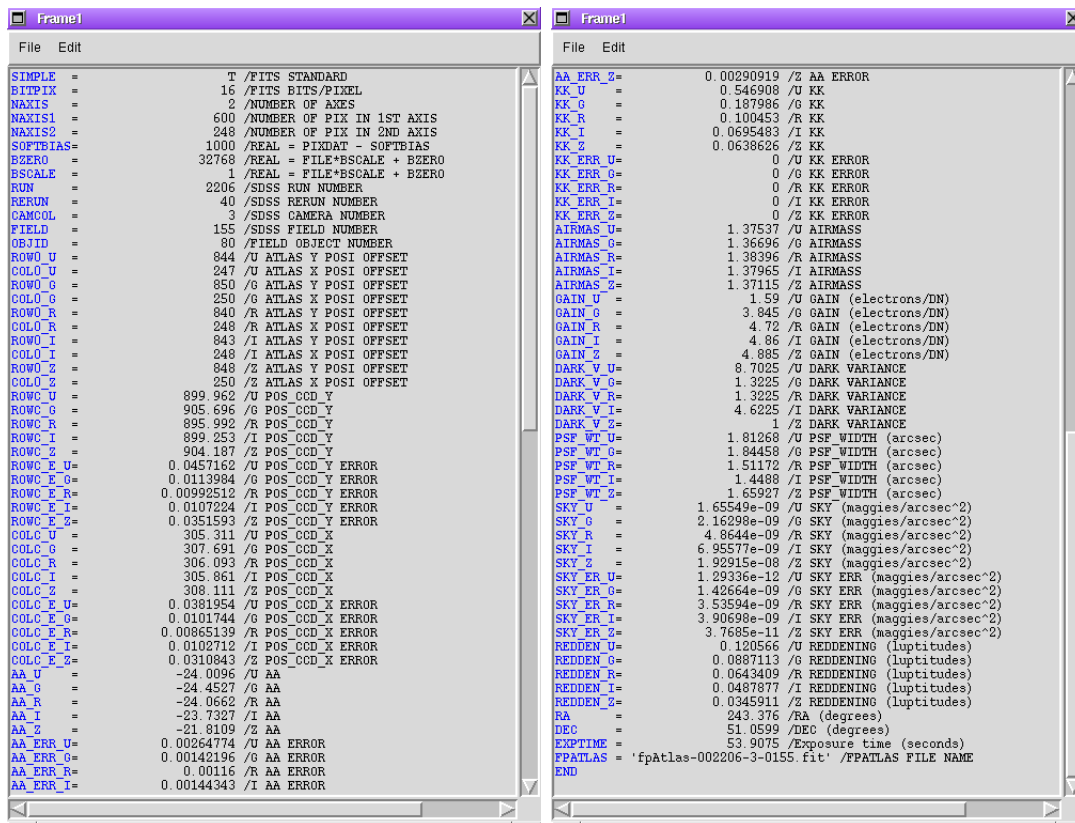 Frame1
File Edit
SIMPLE = T /FITS STANDARD
BITPIX = 16 /FITS BITS/PIXEL
NAXIS = 2 /NUMBER OF AXES
NAXIS1 = 600 /NUMBER OF PIX IN 1ST AXIS
NAXIS2 = 248 /NUMBER OF PIX IN 2ND AXIS
SOFTBIAS= 1000 /REAL = PIXDAT - SOFTBIAS
BZERO = 32768 /REAL = FILE*BSCALE + BZERO
BSCALE = 1 /REAL = FILE*BSCALE + BZERO
RUN = 2206 /SDSS RUN NUMBER
RERUN = 40 /SDSS RERUN NUMBER
CAMCOL = 3 /SDSS CAMERA NUMBER
FIELD = 155 /SDSS FIELD NUMBER
OBJID = 80 /FIELD OBJECT NUMBER
ROW0_U = 844 /U ATLAS Y POSI OFFSET
COL0_U = 247 /U ATLAS X POSI OFFSET
ROW0_G = 850 /G ATLAS Y POSI OFFSET
COL0_G = 250 /G ATLAS X POSI OFFSET
ROW0_R = 840 /R ATLAS Y POSI OFFSET
COL0_R = 248 /R ATLAS X POSI OFFSET
ROW0_I = 843 /I ATLAS Y POSI OFFSET
COL0_I = 248 /I ATLAS X POSI OFFSET
ROW0_Z = 848 /Z ATLAS Y POSI OFFSET
COL0_Z = 250 /Z ATLAS X POSI OFFSET
ROWC_U = 899.962 /U POS_CCD_Y
ROWC_G = 905.696 /G POS_CCD_Y
ROWC_R = 895.992 /R POS_CCD_Y
ROWC_I = 899.253 /I POS_CCD_Y
ROWC_Z = 904.187 /Z POS_CCD_Y
ROWC_E_U= 0.0457162 /U POS_CCD_Y ERROR
ROWC_E_G= 0.0113984 /G POS_CCD_Y ERROR
ROWC_E_R= 0.00992512 /R POS_CCD_Y ERROR
ROWC_E_I= 0.0107224 /I POS_CCD_Y ERROR
ROWC_E_Z= 0.0351593 /Z POS_CCD_Y ERROR
COLC_U = 305.311 /U POS_CCD_X
COLC_G = 307.691 /G POS_CCD_X
COLC_R = 306.093 /R POS_CCD_X
COLC_I = 305.861 /I POS_CCD_X
COLC_Z = 308.111 /Z POS_CCD_X
COLC_E_U= 0.0381954 /U POS_CCD_X ERROR
COLC_E_G= 0.0101744 /G POS_CCD_X ERROR
COLC_E_R= 0.00865139 /R POS_CCD_X ERROR
COLC_E_I= 0.0102712 /I POS_CCD_X ERROR
COLC_E_Z= 0.0310843 /Z POS_CCD_X ERROR
AA_U = -24.0096 /U AA
AA_G = -24.4527 /G AA
AA_R = -24.0662 /R AA
AA_I = -23.7327 /I AA
AA_Z = -21.8109 /Z AA
AA_ERR_U= 0.00264774 /U AA ERROR
AA_ERR_G= 0.00142196 /G AA ERROR
AA_ERR_R= 0.00116 /R AA ERROR
AA_ERR_I= 0.00144343 /I AA ERROR
Frame1
File Edit
AA_ERR_Z= 0.00290919 /Z AA ERROR
KK_U = 0.546908 /U KK
KK_G = 0.187986 /G KK
KK_R = 0.100453 /R KK
KK_I = 0.0695483 /I KK
KK_Z = 0.0638626 /Z KK
KK_ERR_U= 0 /U KK ERROR
KK_ERR_G= 0 /G KK ERROR
KK_ERR_R= 0 /R KK ERROR
KK_ERR_I= 0 /I KK ERROR
KK_ERR_Z= 0 /Z KK ERROR
AIRMAS_U= 1.37537 /U AIRMASS
AIRMAS_G= 1.36696 /G AIRMASS
AIRMAS_R= 1.38396 /R AIRMASS
AIRMAS_I= 1.37965 /I AIRMASS
AIRMAS_Z= 1.37115 /Z AIRMASS
GAIN_U = 1.59 /U GAIN (electrons/DN)
GAIN_G = 3.845 /G GAIN (electrons/DN)
GAIN_R = 4.72 /R GAIN (electrons/DN)
GAIN_I = 4.86 /I GAIN (electrons/DN)
GAIN_Z = 4.885 /Z GAIN (electrons/DN)
DARK_V_U= 8.7025 /U DARK VARIANCE
DARK_V_G= 1.3225 /G DARK VARIANCE
DARK_V_R= 1.3225 /R DARK VARIANCE
DARK_V_I= 4.6225 /I DARK VARIANCE
DARK_V_Z= 1 /Z DARK VARIANCE
PSF_WT_U= 1.81268 /U PSF_WIDTH (arcsec)
PSF_WT_G= 1.84458 /G PSF_WIDTH (arcsec)
PSF_WT_R= 1.51172 /R PSF_WIDTH (arcsec)
PSF_WT_I= 1.4488 /I PSF_WIDTH (arcsec)
PSF_WT_Z= 1.65927 /Z PSF_WIDTH (arcsec)
SKY_U = 1.65549e-09 /U SKY (maggies/arcsec^2)
SKY_G = 2.16298e-09 /G SKY (maggies/arcsec^2)
SKY_R = 4.8644e-09 /R SKY (maggies/arcsec^2)
SKY_I = 6.95577e-09 /I SKY (maggies/arcsec^2)
SKY_Z = 1.92915e-08 /Z SKY (maggies/arcsec^2)
SKY_ER_U= 1.29336e-12 /U SKY ERR (maggies/arcsec^2)
SKY_ER_G= 1.42664e-09 /G SKY ERR (maggies/arcsec^2)
SKY_ER_R= 3.53594e-09 /R SKY ERR (maggies/arcsec^2)
SKY_ER_I= 3.90698e-09 /I SKY ERR (maggies/arcsec^2)
SKY_ER_Z= 3.7685e-11 /Z SKY ERR (maggies/arcsec^2)
REDDEN_U= 0.120566 /U REDDENING (luptitudes)
REDDEN_G= 0.0887113 /G REDDENING (luptitudes)
REDDEN_R= 0.0643409 /R REDDENING (luptitudes)
REDDEN_I= 0.0487877 /I REDDENING (luptitudes)
REDDEN_Z= 0.0345911 /Z REDDENING (luptitudes)
RA = 243.376 /RA (degrees)
DEC = 51.0599 /DEC (degrees)
EXPTIME = 53.9075 /Exposure time (seconds)
FPATLAS = 'fpAtlas-002206-3-0155.fit' /FPATLAS FILE NAME
END